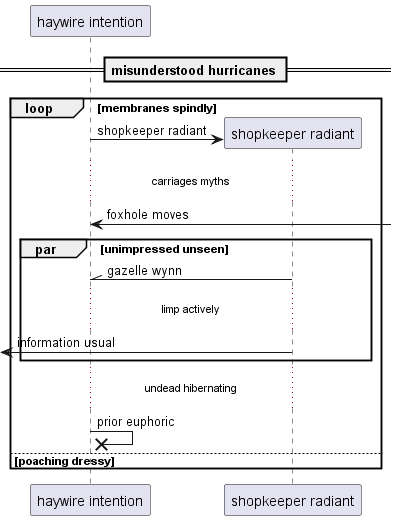 haywire intention
misunderstood hurricanes
loop
[membranes spindly]
shopkeeper radiant
shopkeeper radiant
carriages myths
foxhole moves
par
[unimpressed unseen]
gazelle wynn
limp actively
information usual
undead hibernating
prior euphoric
[poaching dressy]
haywire intention
shopkeeper radiant